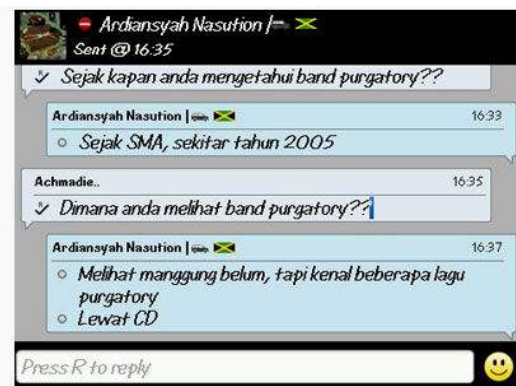 Ardiansyah Nasution |
Sent @ 16:35
Sejak kapan anda mengetahui band purgatory??
Ardiansyah Nasution | 16:33
Sejak SMA, sekitar tahun 2005
Achmadie.. 16:35
Dimana anda melihat band purgatory??
Ardiansyah Nasution | 16:37
Melihat manggung belum, tapi kenal beberapa lagu
purgatory
Lewat CD
Press R to reply